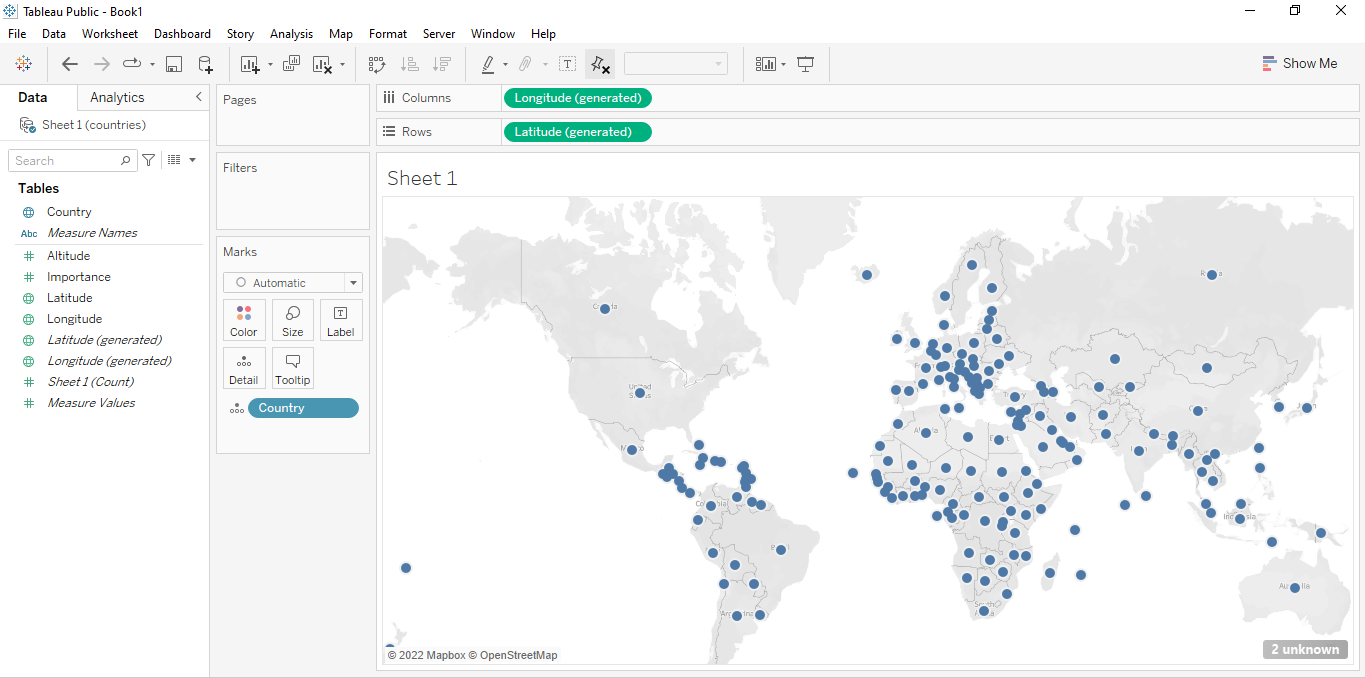 Tableau Public - Book1
File Data Worksheet Dashboard Story Analysis Map Format Server Window Help
Show Me
Data Analytics
Sheet 1 (countries)
Search
Tables
Country
Abc Measure Names
Altitude
Importance
Latitude
Longitude
Latitude (generated)
Longitude (generated)
Sheet 1 (Count)
Measure Values
Pages
Filters
Marks
Automatic
Color Size Label
Detail Tooltip
Country
Columns Longitude (generated)
Rows Latitude (generated)
Sheet 1
United
© 2022 Mapbox © OpenStreetMap
2 unknown